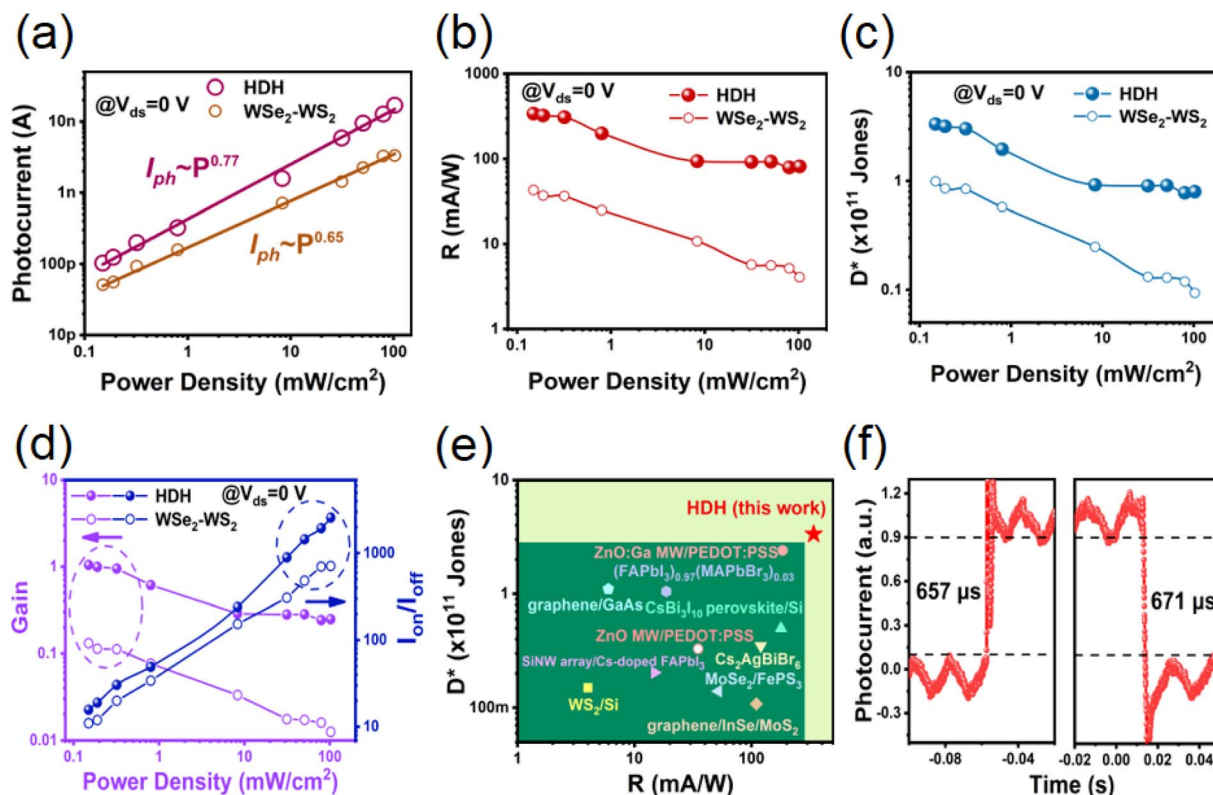 (a)
@V_ds=0 V
HDH
WSe₂-WS₂
I_ph~P^0.77
I_ph~P^0.65
Photocurrent (A)
10n
1n
100p
10p
0.1 1 10 100
Power Density (mW/cm²)
(b)
@V_ds=0 V
HDH
WSe₂-WS₂
R (mA/W)
1000
100
10
1
0.1 1 10 100
Power Density (mW/cm²)
(c)
@V_ds=0 V
HDH
WSe₂-WS₂
D* (x10¹¹ Jones)
10
1
0.1
0.1 1 10 100
Power Density (mW/cm²)
(d)
HDH
@V_ds=0 V
WSe₂-WS₂
Gain
10
1
0.1
0.01
I_on/I_off
1000
100
10
0.1 1 10 100
Power Density (mW/cm²)
(e)
HDH (this work)
ZnO:Ga MW/PEDOT:PSS
(FAPbI₃)₀.₉₇(MAPbBr₃)₀.₀₃
graphene/GaAs
CsBi₃I₁₀ perovskite/Si
ZnO MW/PEDOT:PSS
SiNW array/Cs-doped FAPbI₃
Cs₂AgBiBr₆
MoSe₂/FePS₃
WS₂/Si
graphene/InSe/MoS₂
D* (x10¹¹ Jones)
10
1
100m
1 10 100
R (mA/W)
(f)
Photocurrent (a.u.)
1.2
0.9
0.6
0.3
0.0
-0.3
657 µs
671 µs
-0.08 -0.04 -0.02 0.00 0.02 0.04
Time (s)